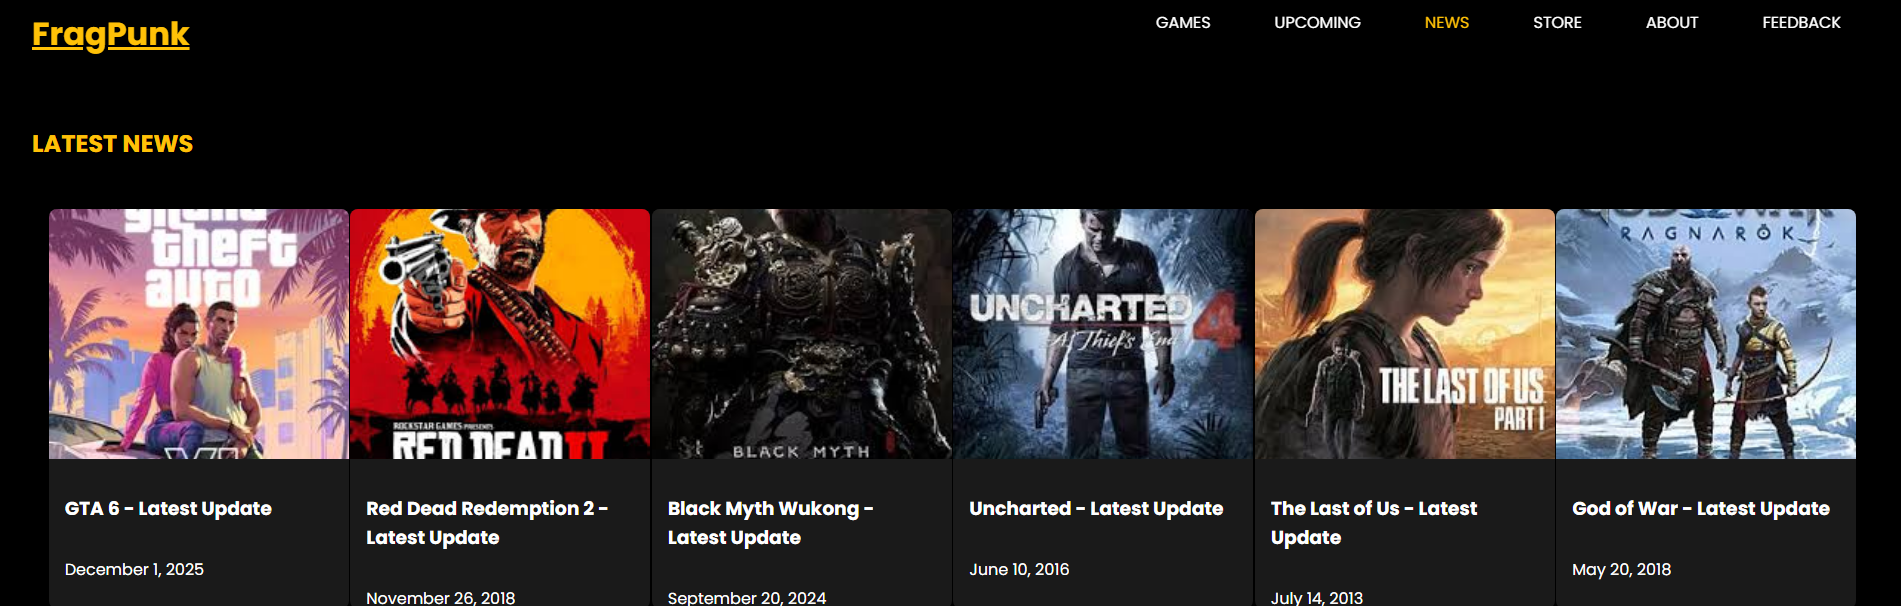 FragPunk
GAMES UPCOMING NEWS STORE ABOUT FEEDBACK
LATEST NEWS
grand
theft
auto
VI
ROCKSTAR GAMES PRESENTS
RED DEAD II
BLACK MYTH
UNCHARTED 4
A Thief's End
THE LAST OF US
PART I
GOD OF WAR
RAGNARÖK
GTA 6 - Latest Update
December 1, 2025
Red Dead Redemption 2 -
Latest Update
November 26, 2018
Black Myth Wukong -
Latest Update
September 20, 2024
Uncharted - Latest Update
June 10, 2016
The Last of Us - Latest
Update
July 14, 2013
God of War - Latest Update
May 20, 2018